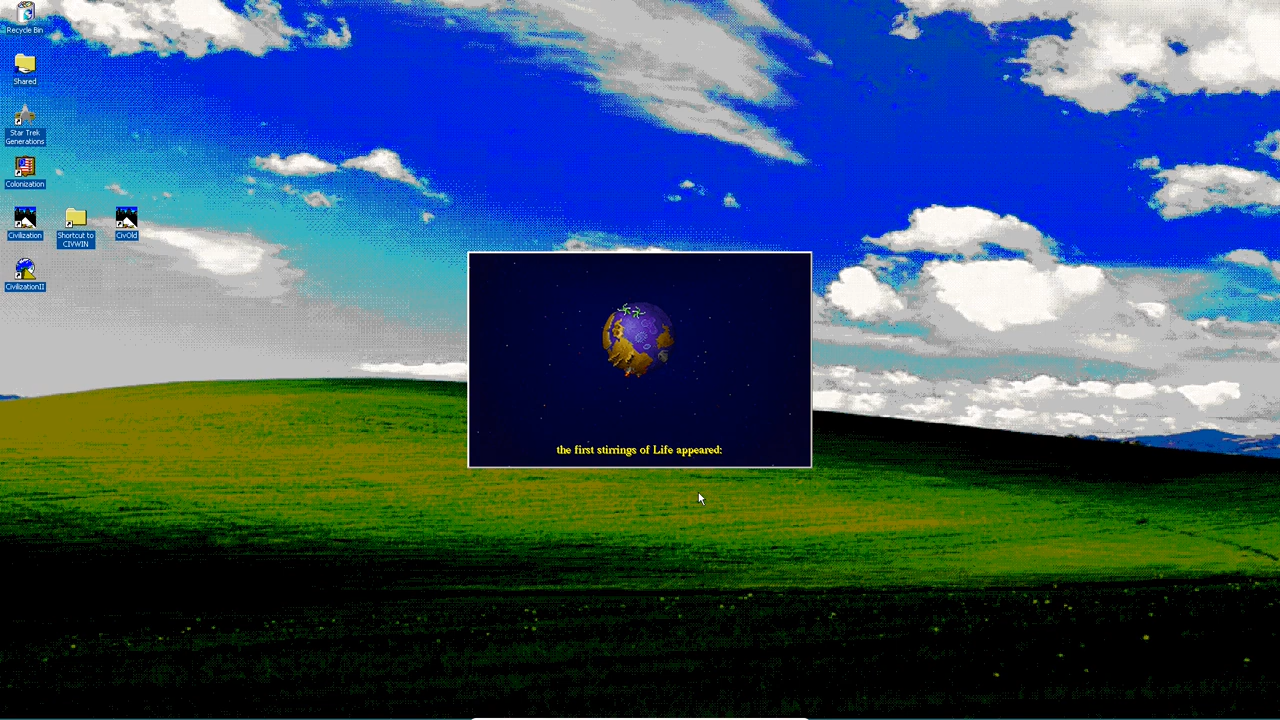 Recycle Bin
Shared
Star Trek
Generations
Colonization
Civilization
Shortcut to
CIVWIN
CivOld
CivilizationII
the first stirrings of Life appeared: